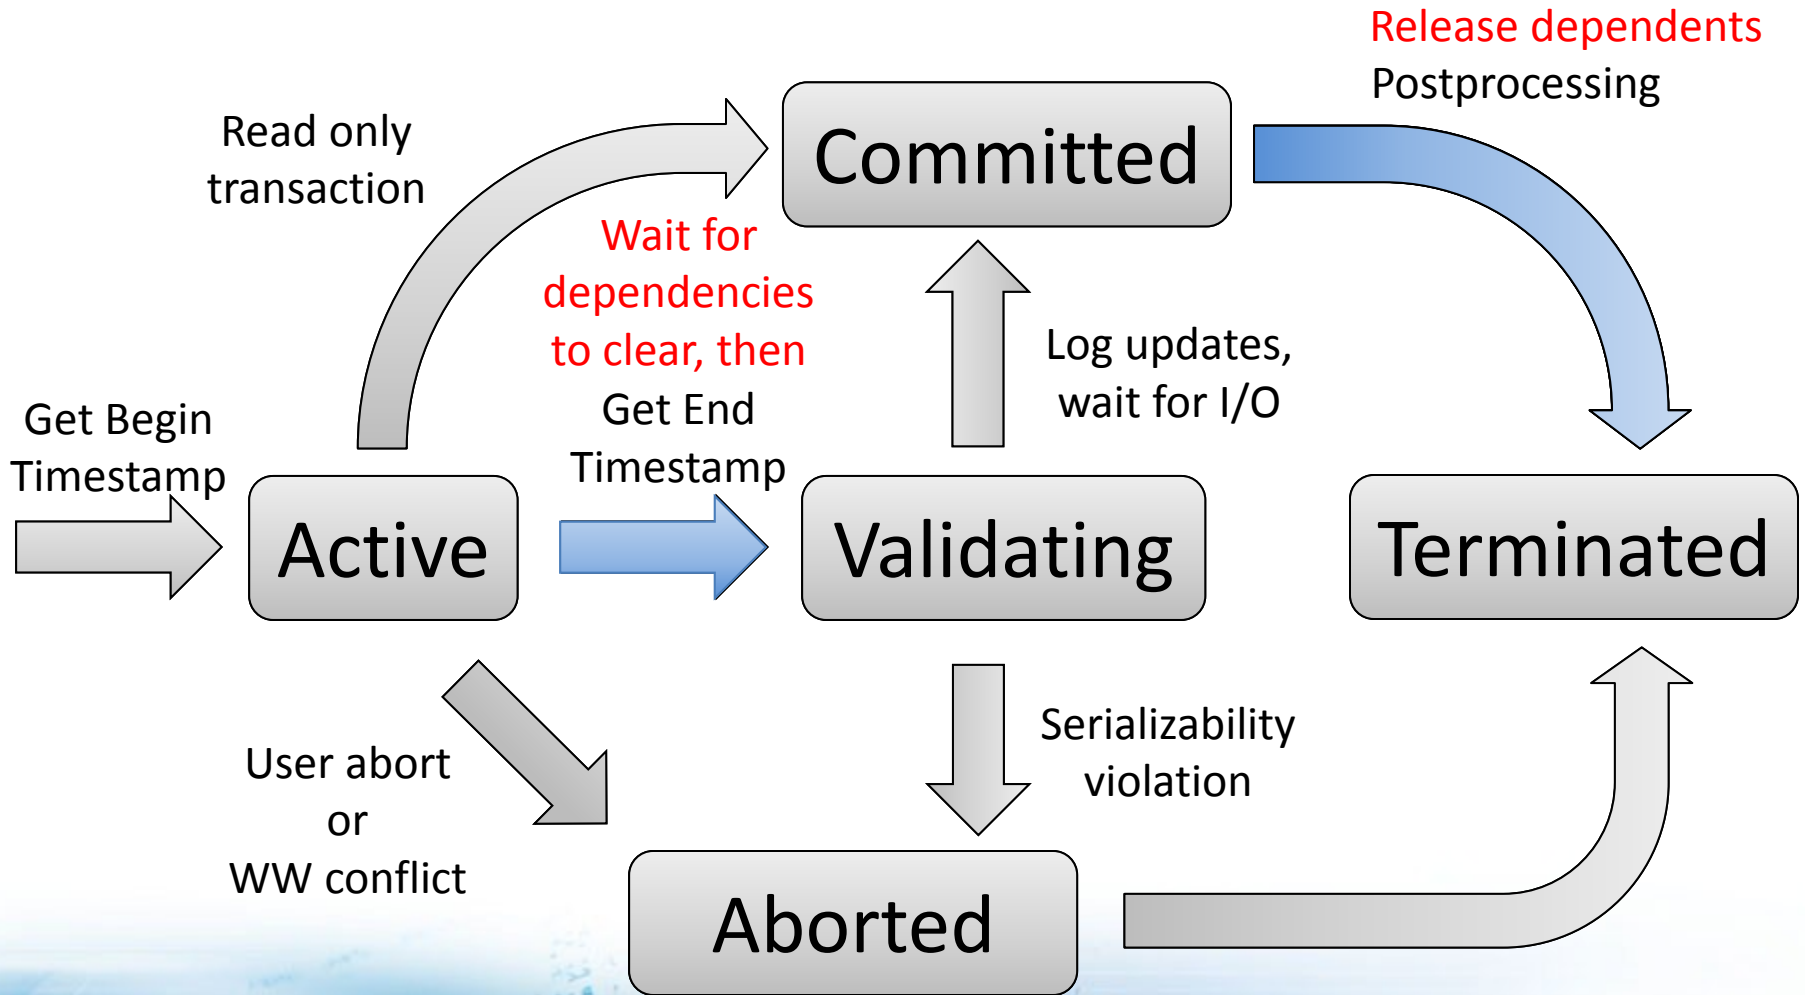 Release dependents
Postprocessing
Read only
transaction
Committed
Wait for
dependencies
to clear, then
Get End
Timestamp
Log updates,
wait for I/O
Get Begin
Timestamp
Active
Validating
Terminated
User abort
or
WW conflict
Serializability
violation
Aborted